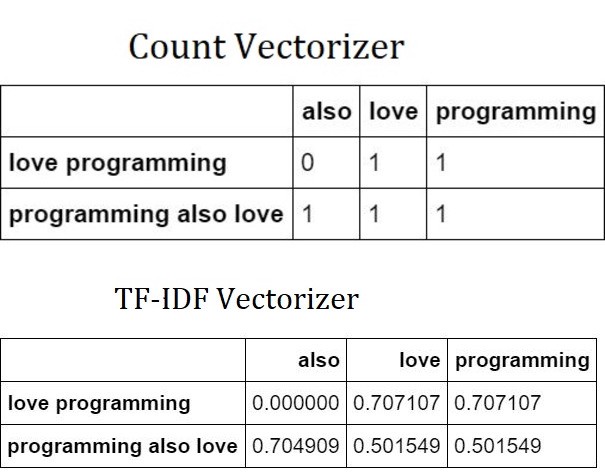 Count Vectorizer
also love programming
love programming 0 1 1
programming also love 1 1 1
TF-IDF Vectorizer
also love programming
love programming 0.000000 0.707107 0.707107
programming also love 0.704909 0.501549 0.501549